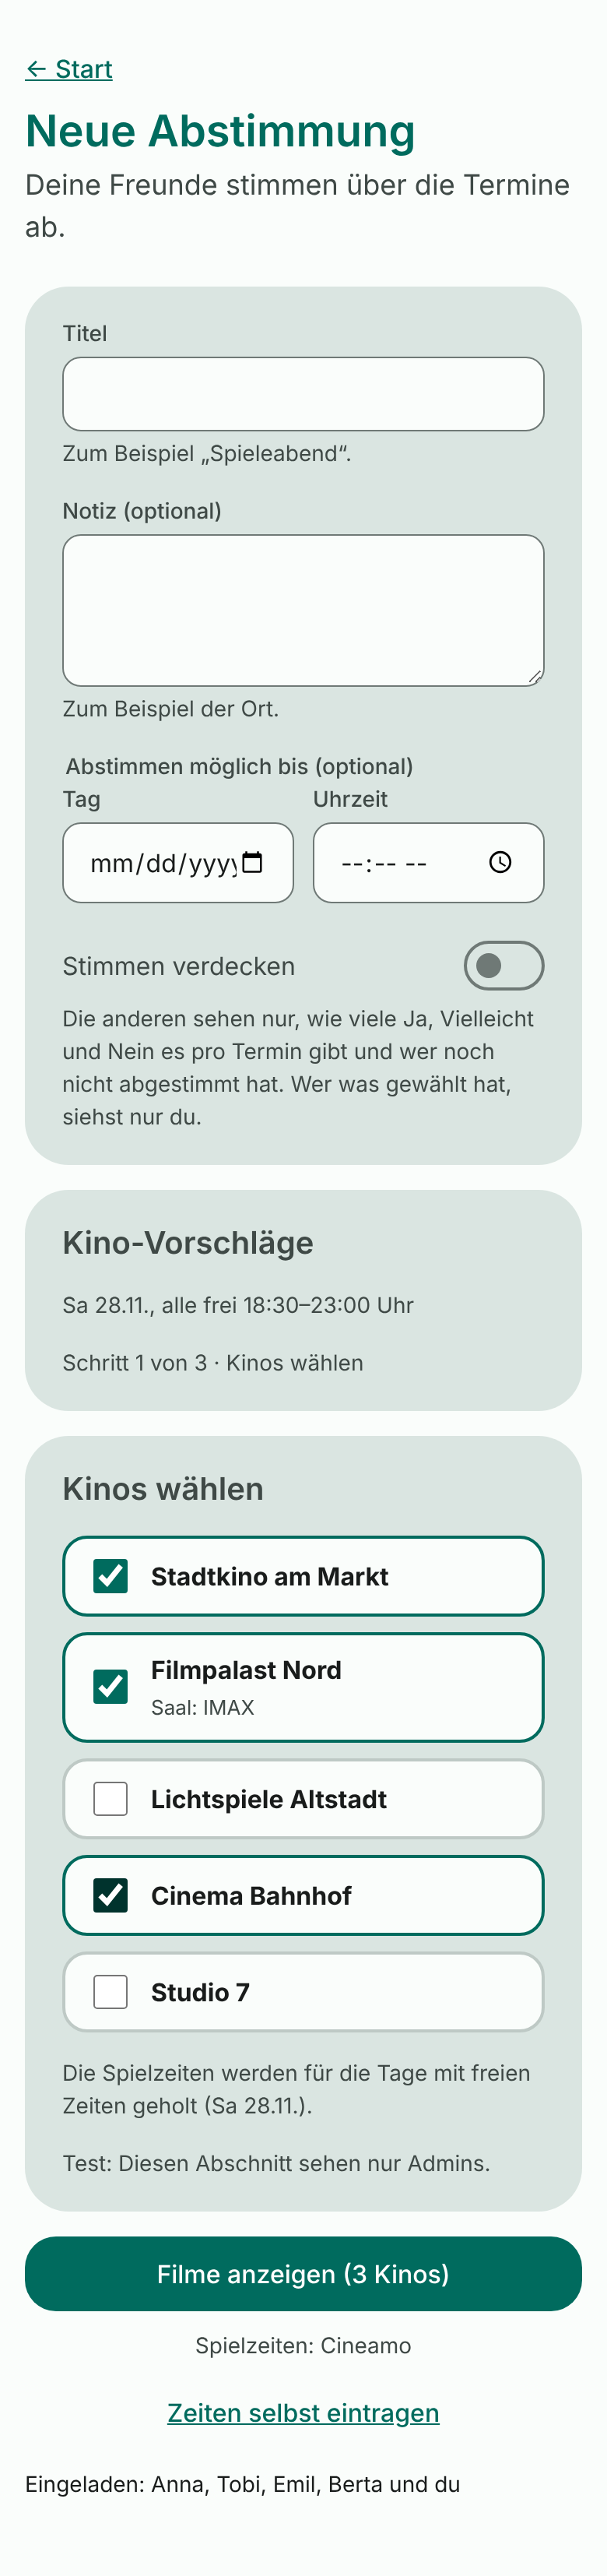 ← Start
Neue Abstimmung
Deine Freunde stimmen über die Termine
ab.
Titel
Zum Beispiel „Spieleabend“.
Notiz (optional)
Zum Beispiel der Ort.
Abstimmen möglich bis (optional)
Tag
Uhrzeit
mm/dd/yyyy
--:-- --
Stimmen verdecken
Die anderen sehen nur, wie viele Ja, Vielleicht
und Nein es pro Termin gibt und wer noch
nicht abgestimmt hat. Wer was gewählt hat,
siehst nur du.
Kino-Vorschläge
Sa 28.11., alle frei 18:30–23:00 Uhr
Schritt 1 von 3 · Kinos wählen
Kinos wählen
Stadtkino am Markt
Filmpalast Nord
Saal: IMAX
Lichtspiele Altstadt
Cinema Bahnhof
Studio 7
Die Spielzeiten werden für die Tage mit freien
Zeiten geholt (Sa 28.11.).
Test: Diesen Abschnitt sehen nur Admins.
Filme anzeigen (3 Kinos)
Spielzeiten: Cineamo
Zeiten selbst eintragen
Eingeladen: Anna, Tobi, Emil, Berta und du